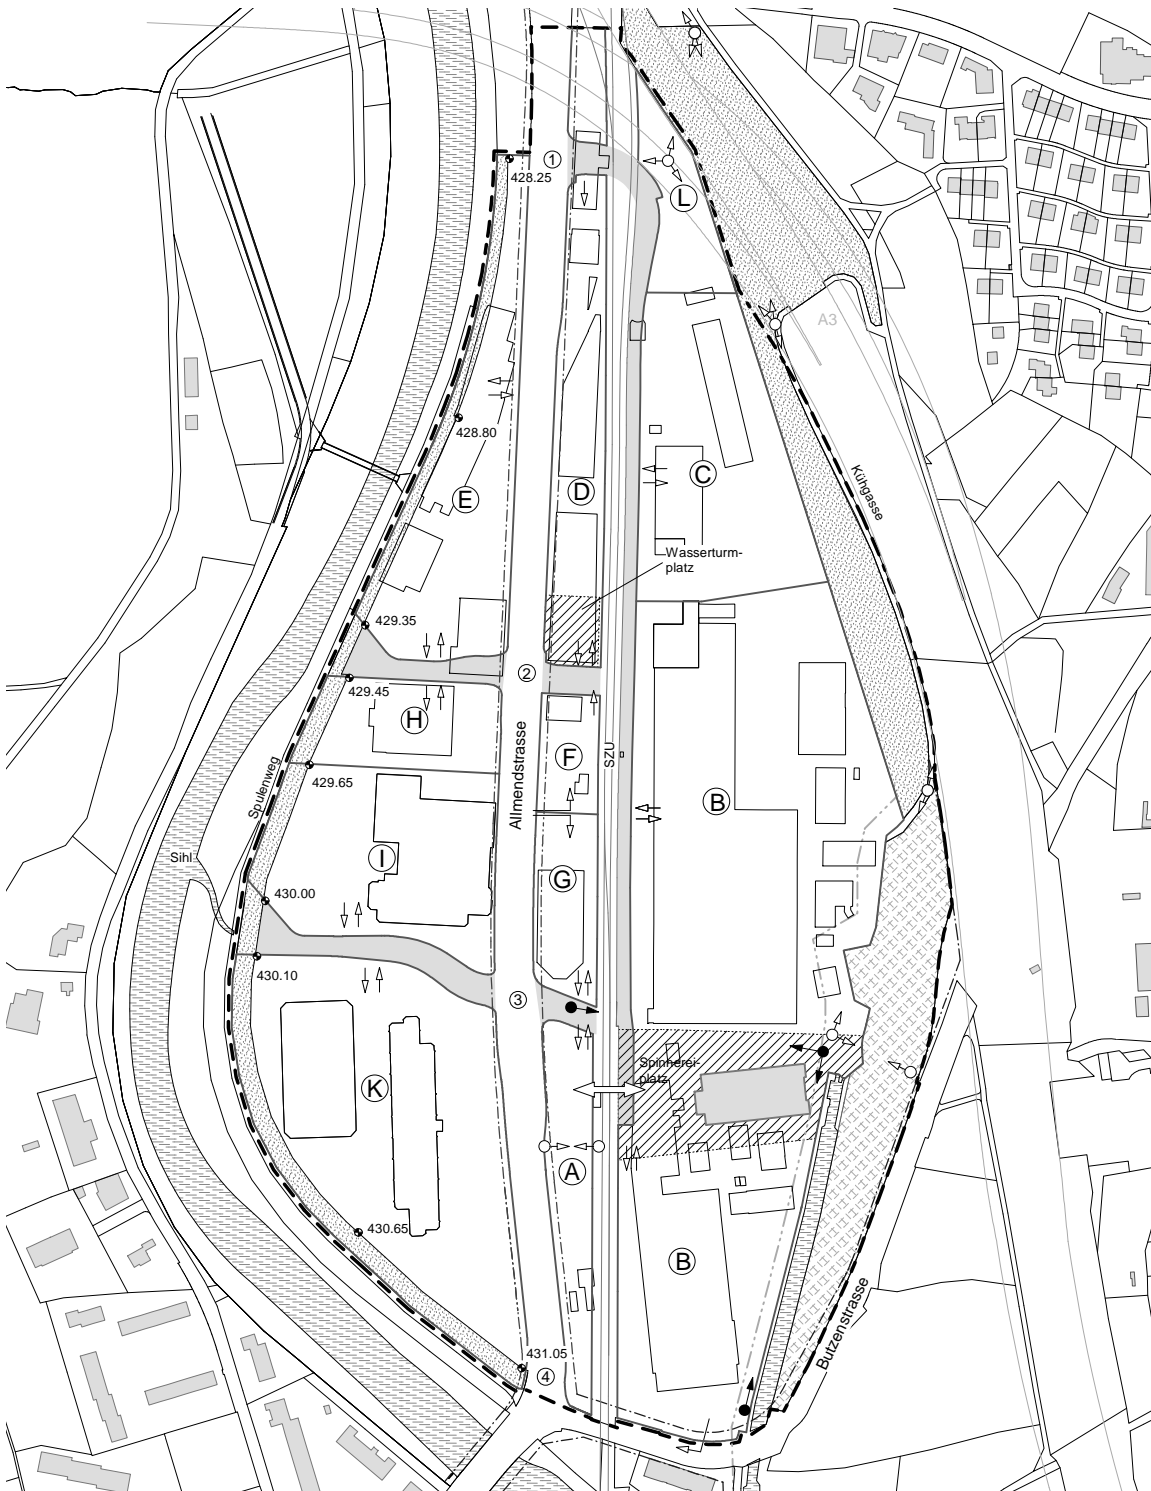 1
428.25
L
A3
428.80
E
D
C
Kühgasse
Wasserturm-
platz
429.35
2
429.45
H
Allmendstrasse
F
SZU
Spulenweg
429.65
B
I
Sihl
G
430.00
430.10
3
Spinnerei-
platz
K
A
430.65
B
431.05
4
Butzenstrasse